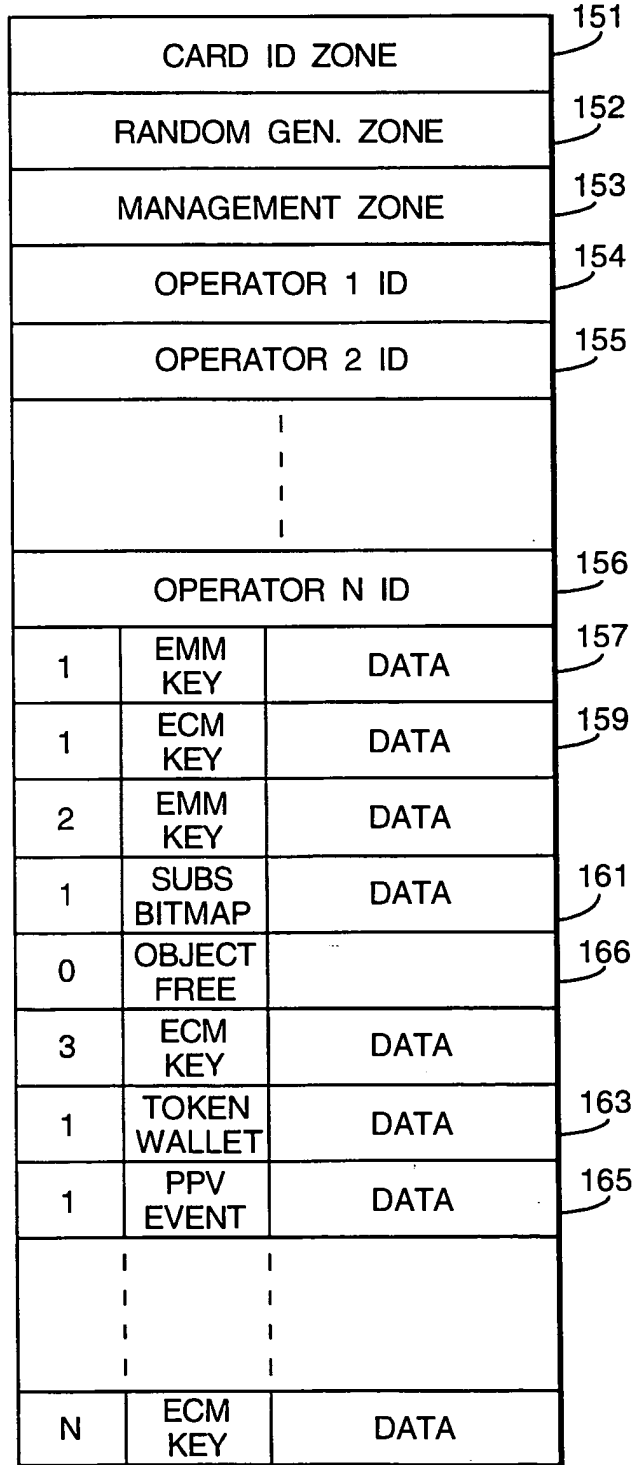 151
CARD ID ZONE
152
RANDOM GEN. ZONE
153
MANAGEMENT ZONE
154
OPERATOR 1 ID
155
OPERATOR 2 ID
156
OPERATOR N ID
157
1 EMM KEY DATA
159
1 ECM KEY DATA
2 EMM KEY DATA
161
1 SUBS BITMAP DATA
166
0 OBJECT FREE
3 ECM KEY DATA
163
1 TOKEN WALLET DATA
165
1 PPV EVENT DATA
N ECM KEY DATA